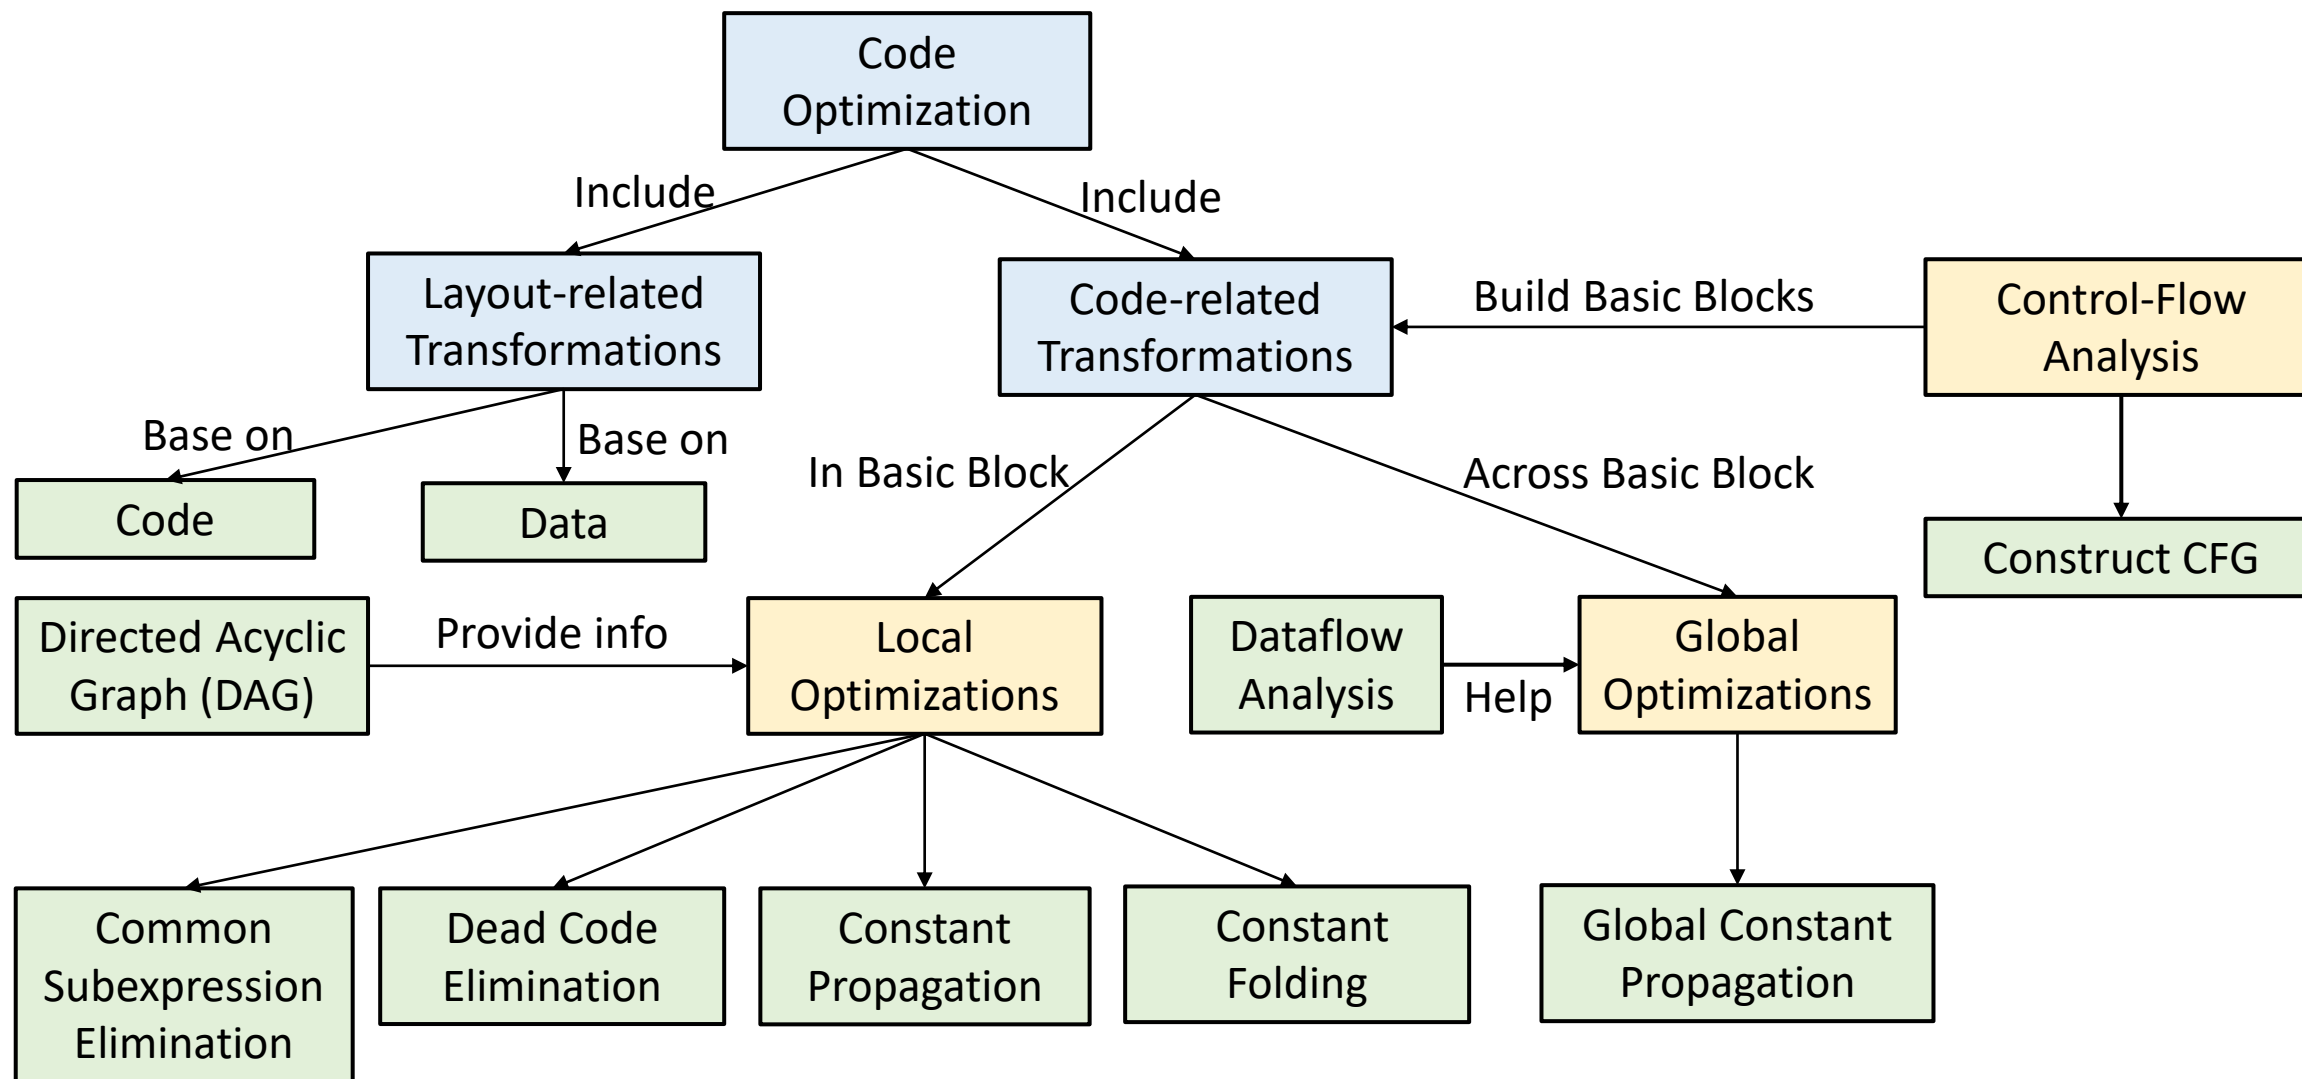 Code
Optimization
Include
Include
Layout-related
Transformations
Code-related
Transformations
Build Basic Blocks
Control-Flow
Analysis
Base on
Base on
In Basic Block
Across Basic Block
Code
Data
Construct CFG
Directed Acyclic
Graph (DAG)
Provide info
Local
Optimizations
Dataflow
Analysis
Help
Global
Optimizations
Common
Subexpression
Elimination
Dead Code
Elimination
Constant
Propagation
Constant
Folding
Global Constant
Propagation